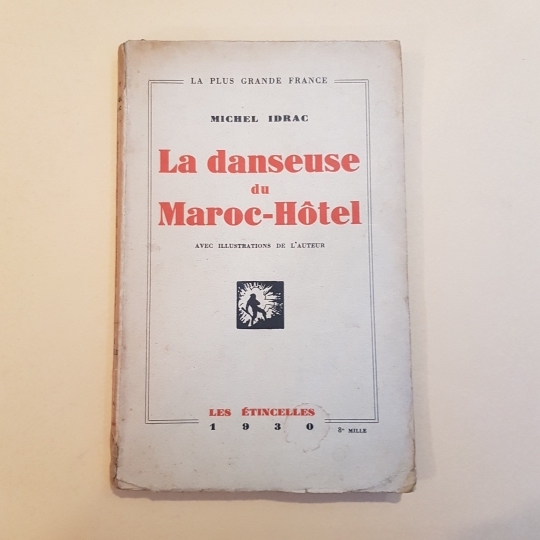 LA PLUS GRANDE FRANCE
MICHEL IDRAC
La danseuse
du
Maroc-Hôtel
AVEC ILLUSTRATIONS DE L'AUTEUR
LES ÉTINCELLES
1930
8e MILLE